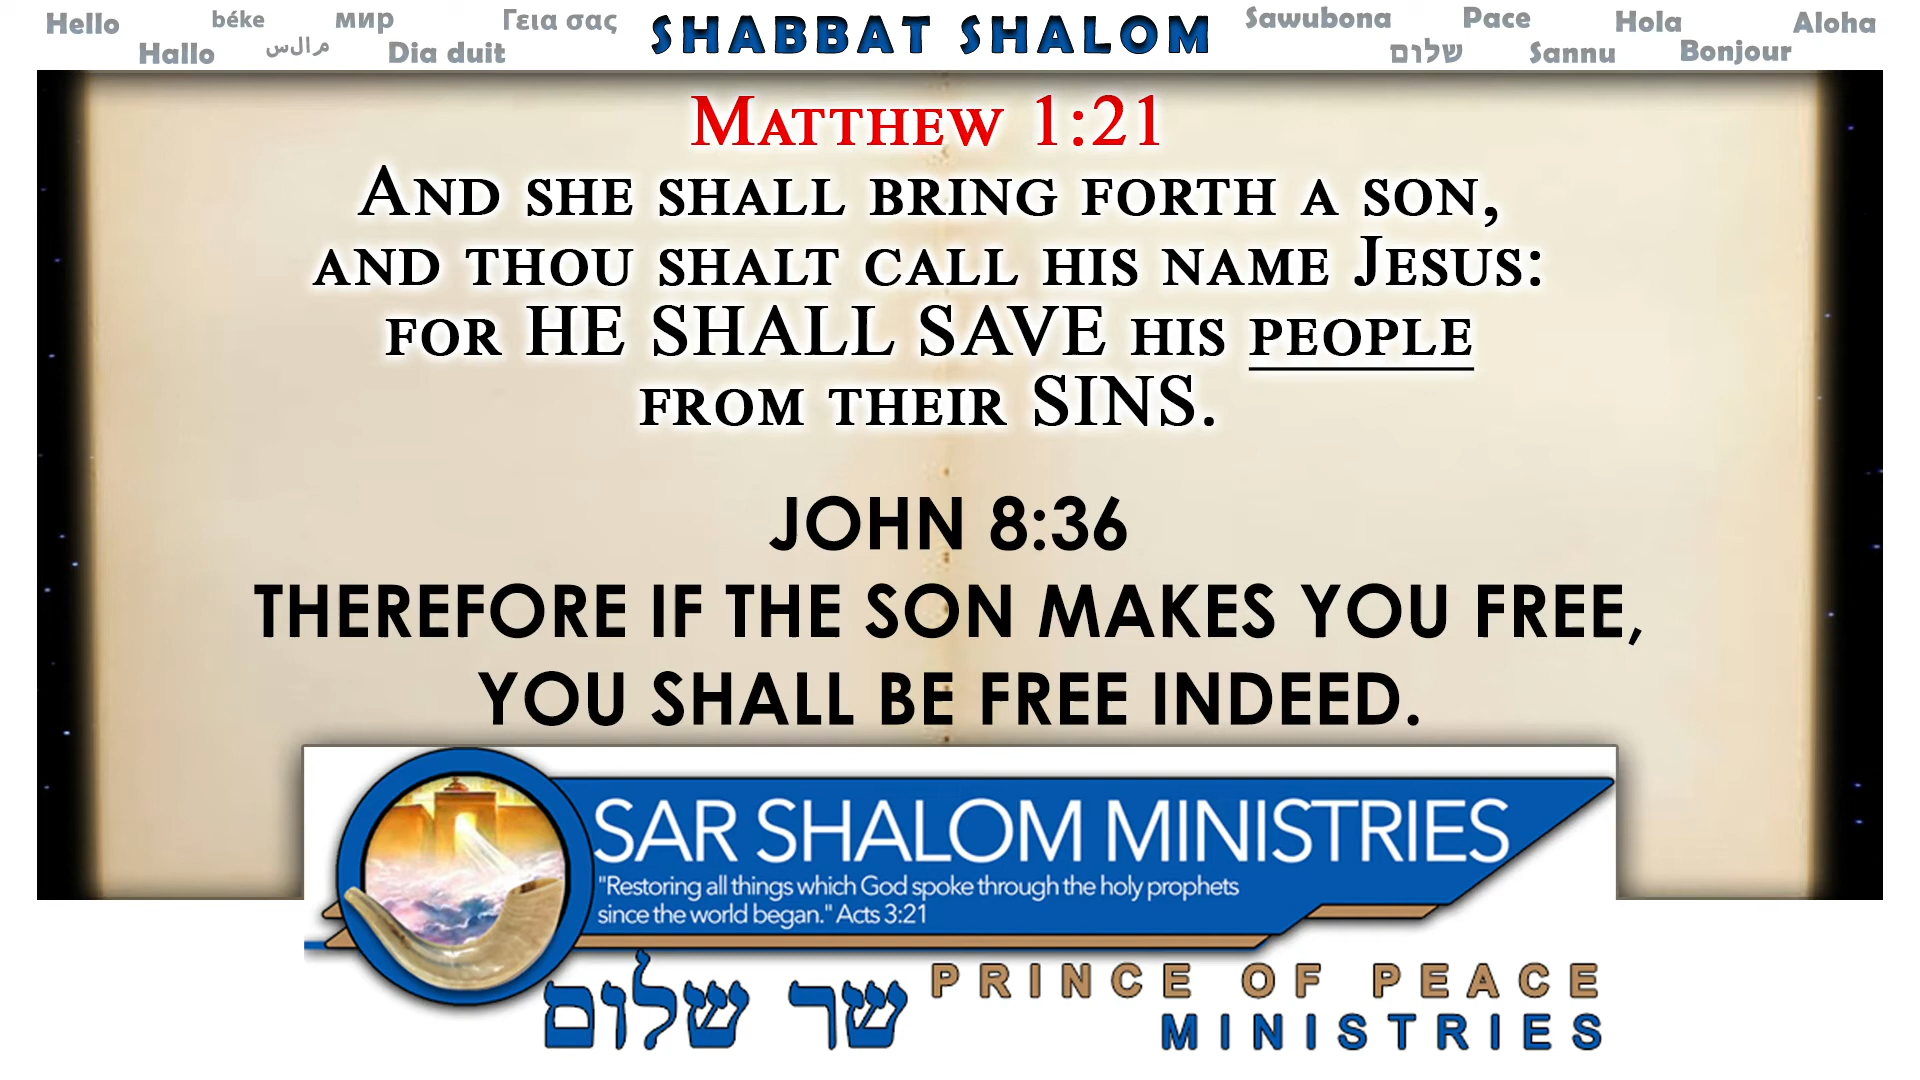 Hello
Hallo
béke
س‌لا‌م
мир
Dia duit
Γεια σας
SHABBAT SHALOM
Sawubona
שלום
Pace
Sannu
Hola
Bonjour
Aloha
Matthew 1:21
And she shall bring forth a son,
and thou shalt call his name Jesus:
for HE SHALL SAVE his people
from their SINS.
JOHN 8:36
THEREFORE IF THE SON MAKES YOU FREE,
YOU SHALL BE FREE INDEED.
SAR SHALOM MINISTRIES
"Restoring all things which God spoke through the holy prophets
since the world began." Acts 3:21
שר שלום
PRINCE OF PEACE
MINISTRIES